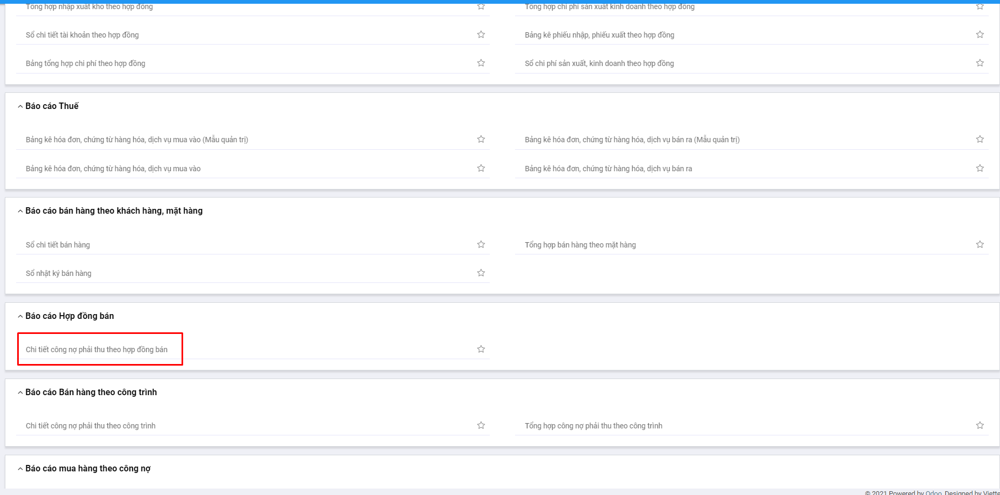 Tổng hợp nhập xuất kho theo hợp đồng
Tổng hợp chi phí sản xuất kinh doanh theo hợp đồng
Sổ chi tiết tài khoản theo hợp đồng
Bảng kê phiếu nhập, phiếu xuất theo hợp đồng
Bảng tổng hợp chi phí theo hợp đồng
Sổ chi phí sản xuất, kinh doanh theo hợp đồng
Báo cáo Thuế
Bảng kê hóa đơn, chứng từ hàng hóa, dịch vụ mua vào (Mẫu quản trị)
Bảng kê hóa đơn, chứng từ hàng hóa, dịch vụ bán ra (Mẫu quản trị)
Bảng kê hóa đơn, chứng từ hàng hóa, dịch vụ mua vào
Bảng kê hóa đơn, chứng từ hàng hóa, dịch vụ bán ra
Báo cáo bán hàng theo khách hàng, mặt hàng
Sổ chi tiết bán hàng
Tổng hợp bán hàng theo mặt hàng
Sổ nhật ký bán hàng
Báo cáo Hợp đồng bán
Chi tiết công nợ phải thu theo hợp đồng bán
Báo cáo Bán hàng theo công trình
Chi tiết công nợ phải thu theo công trình
Tổng hợp công nợ phải thu theo công trình
Báo cáo mua hàng theo công nợ
© 2021 Powered by Odoo. Designed by Viette